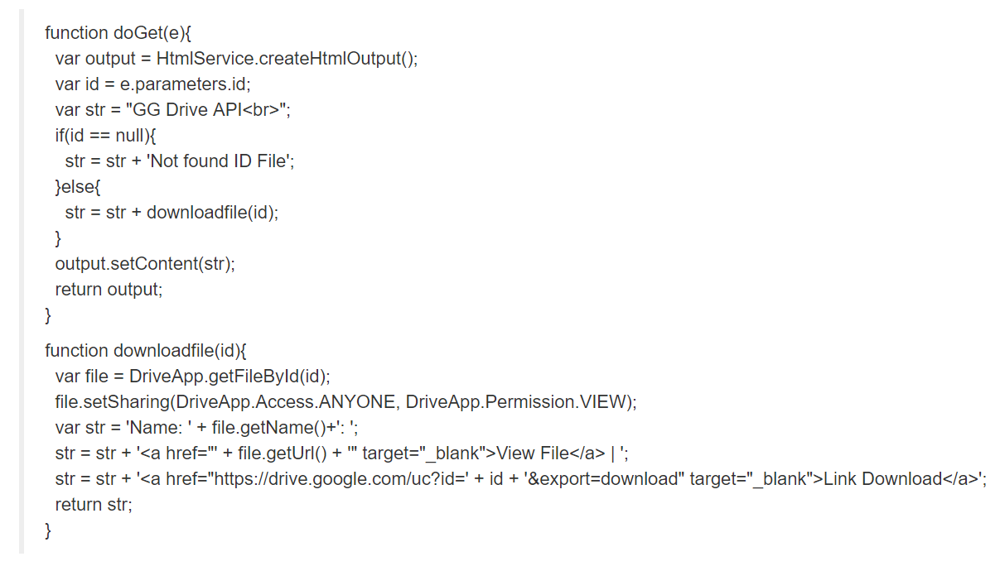 function doGet(e){
var output = HtmlService.createHtmlOutput();
var id = e.parameters.id;
var str = "GG Drive API<br>";
if(id == null){
str = str + 'Not found ID File';
}else{
str = str + downloadfile(id);
}
output.setContent(str);
return output;
}
function downloadfile(id){
var file = DriveApp.getFileById(id);
file.setSharing(DriveApp.Access.ANYONE, DriveApp.Permission.VIEW);
var str = 'Name: ' + file.getName()+': ';
str = str + '<a href="' + file.getUrl() + '" target="_blank">View File</a> | ';
str = str + '<a href="https://drive.google.com/uc?id=' + id + '&export=download" target="_blank">Link Download</a>';
return str;
}